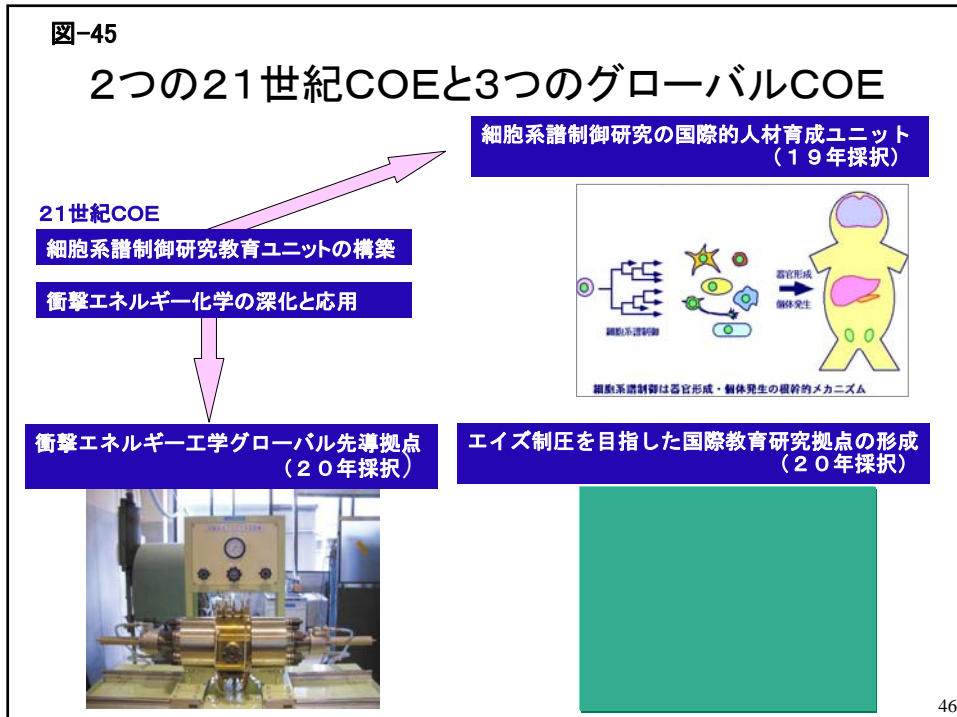 図-45
2つの21世紀COEと3つのグローバルCOE
細胞系譜制御研究の国際的人材育成ユニット
(19年採択)
21世紀COE
細胞系譜制御研究教育ユニットの構築
衝撃エネルギー化学の深化と応用
器官形成
個体発生
細胞系譜制御
細胞系譜制御は器官形成・個体発生の根幹的メカニズム
衝撃エネルギー工学グローバル先導拠点
(20年採択)
エイズ制圧を目指した国際教育研究拠点の形成
(20年採択)
46